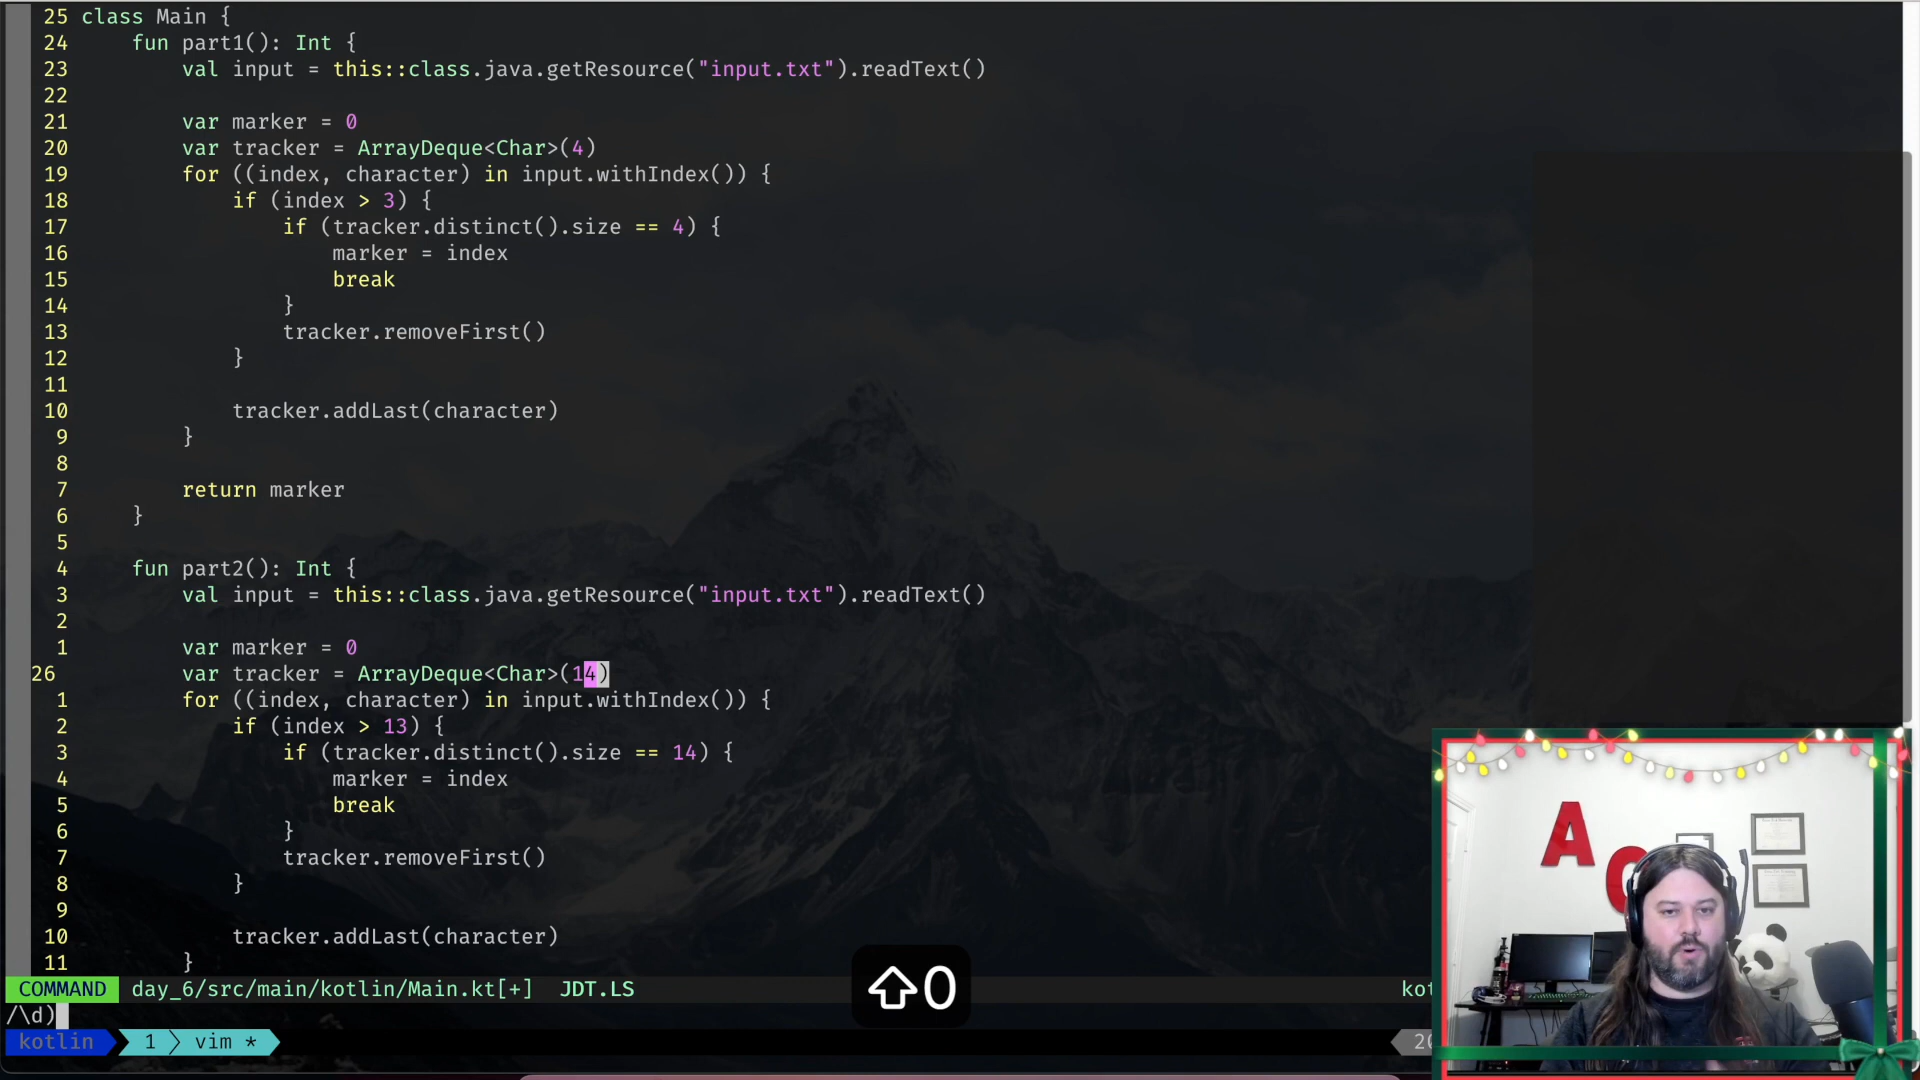 25 class Main {
24 fun part1(): Int {
23 val input = this::class.java.getResource("input.txt").readText()
22
21 var marker = 0
20 var tracker = ArrayDeque<Char>(4)
19 for ((index, character) in input.withIndex()) {
18 if (index > 3) {
17 if (tracker.distinct().size == 4) {
16 marker = index
15 break
14 }
13 tracker.removeFirst()
12 }
11
10 tracker.addLast(character)
9 }
8
7 return marker
6 }
5
4 fun part2(): Int {
3 val input = this::class.java.getResource("input.txt").readText()
2
1 var marker = 0
26 var tracker = ArrayDeque<Char>(14)
1 for ((index, character) in input.withIndex()) {
2 if (index > 13) {
3 if (tracker.distinct().size == 14) {
4 marker = index
5 break
6 }
7 tracker.removeFirst()
8 }
9
10 tracker.addLast(character)
11 }
COMMAND day_6/src/main/kotlin/Main.kt[+] JDT.LS kot
/\d)
kotlin 1 vim * 20
⇧0
A